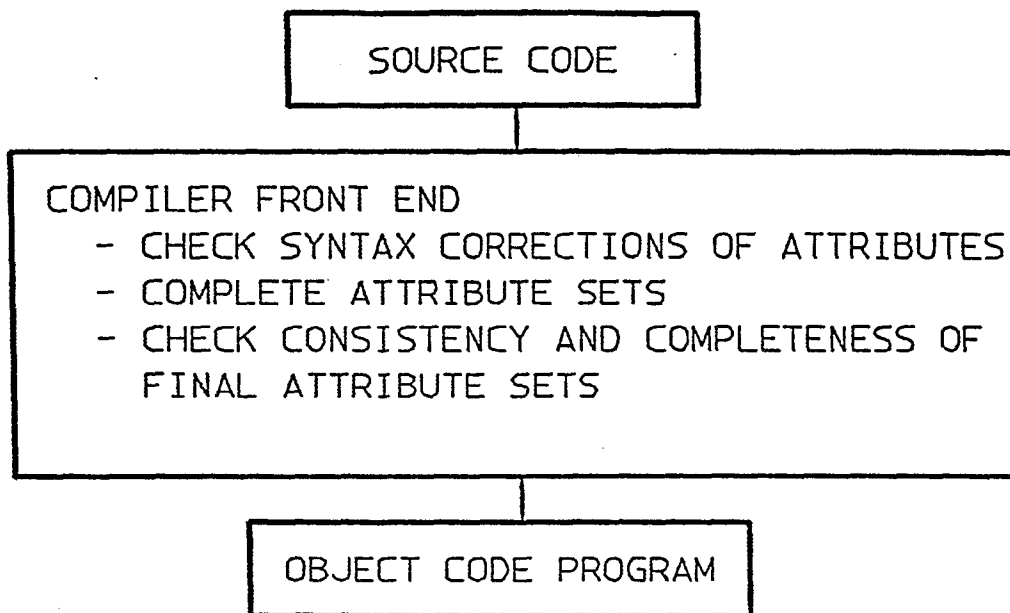 SOURCE CODE
COMPILER FRONT END
- CHECK SYNTAX CORRECTIONS OF ATTRIBUTES
- COMPLETE ATTRIBUTE SETS
- CHECK CONSISTENCY AND COMPLETENESS OF
FINAL ATTRIBUTE SETS
OBJECT CODE PROGRAM